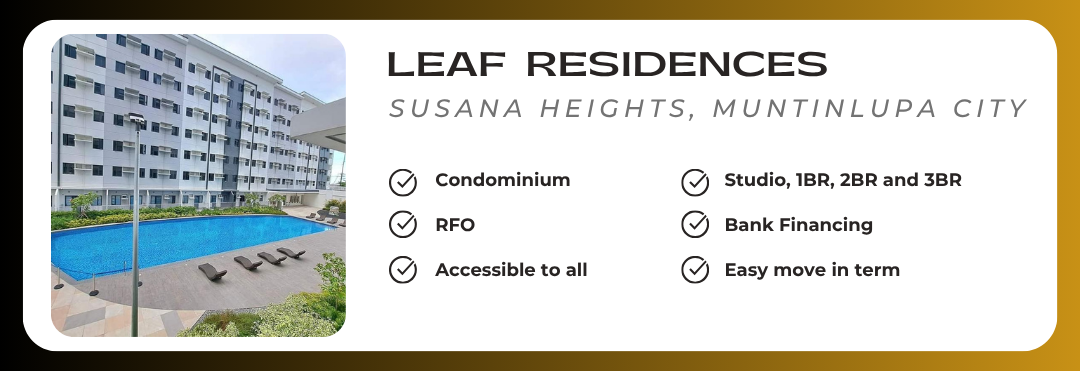 LEAF RESIDENCES
SUSANA HEIGHTS, MUNTINLUPA CITY
Condominium
RFO
Accessible to all
Studio, 1BR, 2BR and 3BR
Bank Financing
Easy move in term